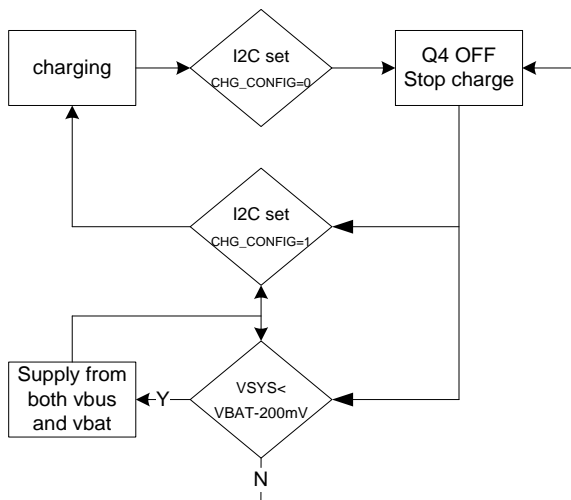 charging
I2C set
CHG_CONFIG=0
Q4 OFF
Stop charge
I2C set
CHG_CONFIG=1
Supply from
both vbus
and vbat
Y
VSYS<
VBAT-200mV
N